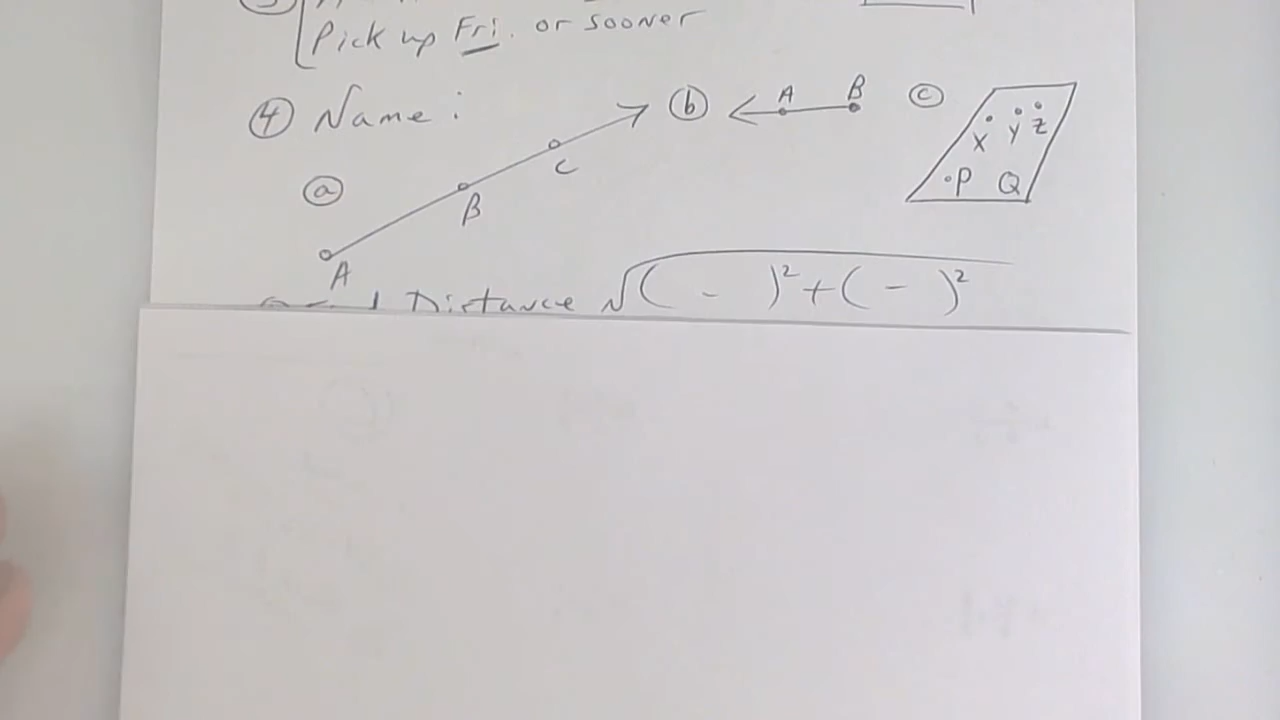 Pick up Fri. or sooner
④ Name:
ⓐ A B C
ⓑ A B
ⓒ X Y Z P Q
Distance √( - )²+( - )²